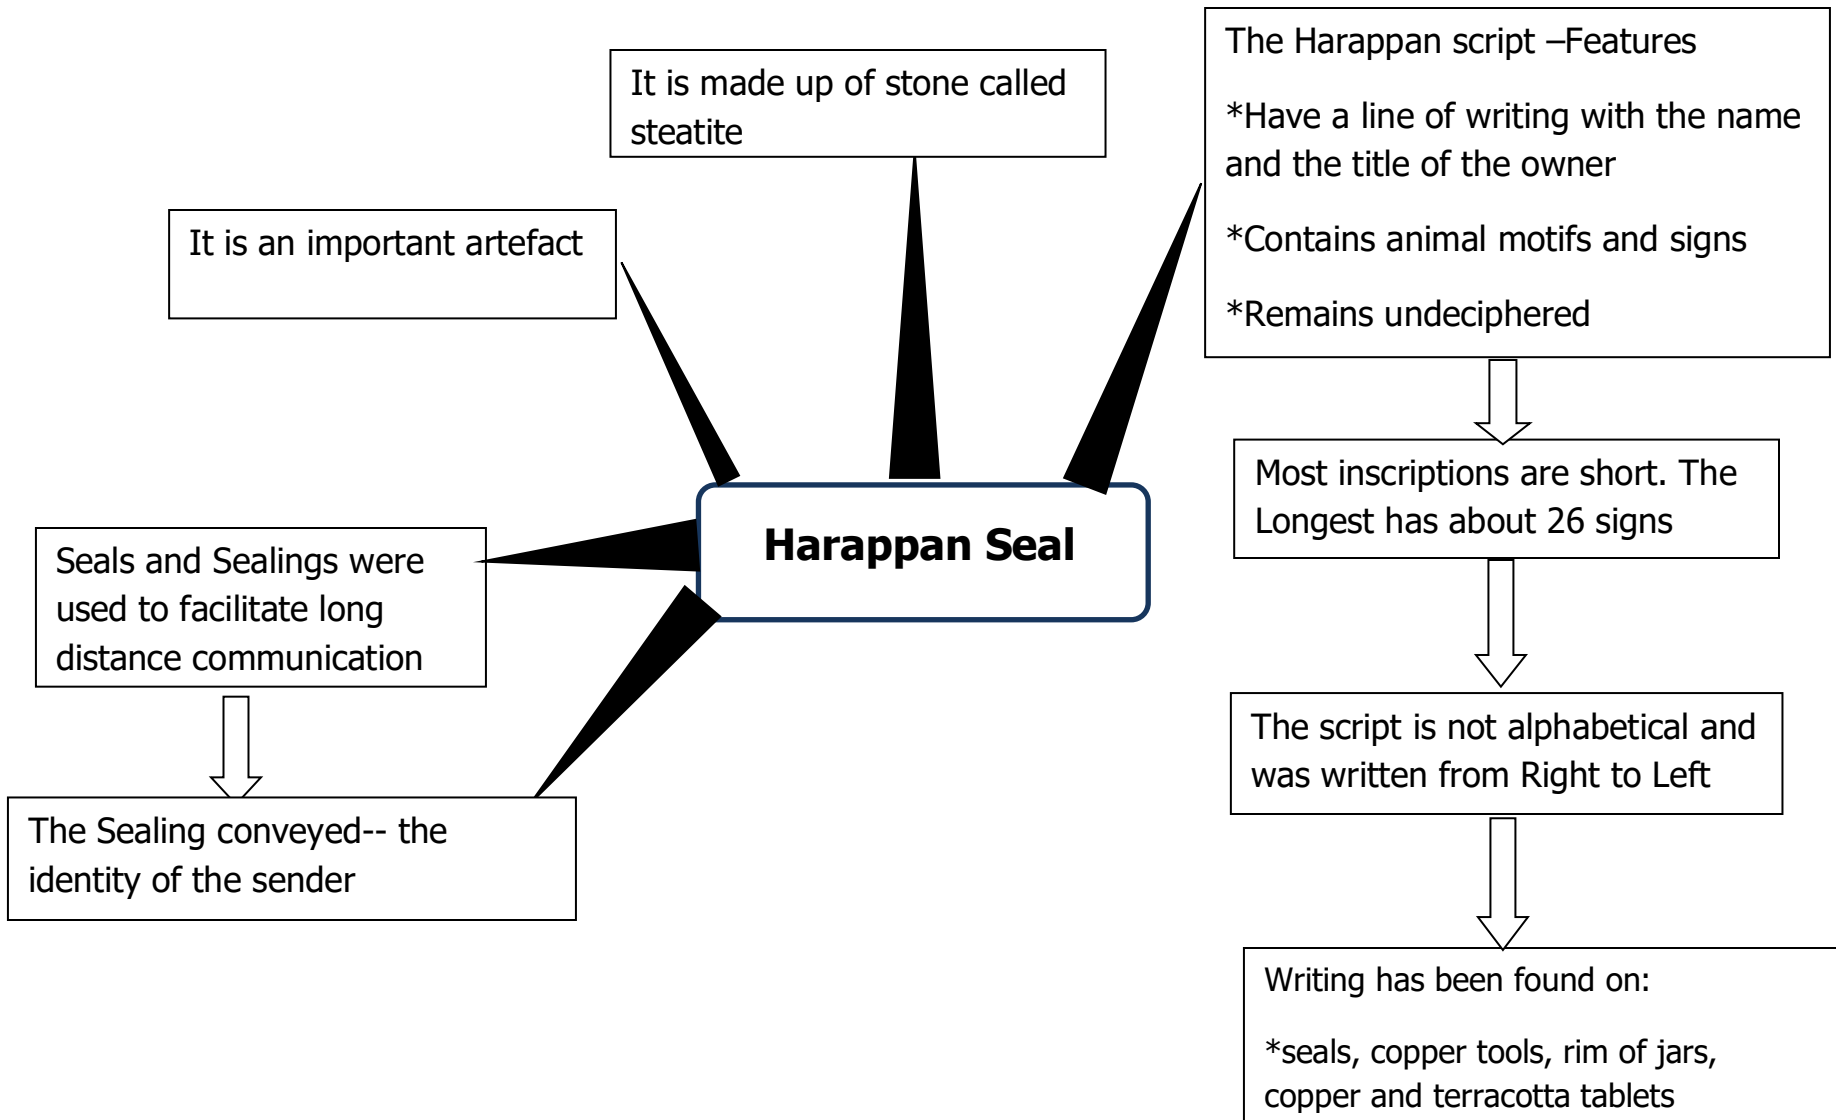 It is made up of stone called
steatite
It is an important artefact
Harappan Seal
Seals and Sealings were
used to facilitate long
distance communication
The Sealing conveyed-- the
identity of the sender
The Harappan script –Features
*Have a line of writing with the name
and the title of the owner
*Contains animal motifs and signs
*Remains undeciphered
Most inscriptions are short. The
Longest has about 26 signs
The script is not alphabetical and
was written from Right to Left
Writing has been found on:
*seals, copper tools, rim of jars,
copper and terracotta tablets